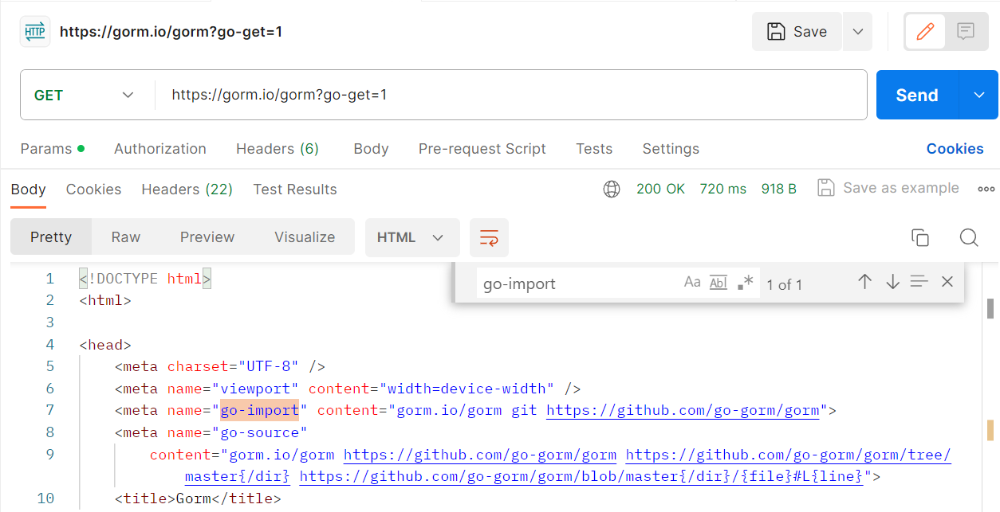 HTTP https://gorm.io/gorm?go-get=1 Save
GET https://gorm.io/gorm?go-get=1 Send
Params Authorization Headers (6) Body Pre-request Script Tests Settings Cookies
Body Cookies Headers (22) Test Results 200 OK 720 ms 918 B Save as example
Pretty Raw Preview Visualize HTML
go-import Aa Abl .* 1 of 1
1 <!DOCTYPE html>
2 <html>
3
4 <head>
5 <meta charset="UTF-8" />
6 <meta name="viewport" content="width=device-width" />
7 <meta name="go-import" content="gorm.io/gorm git https://github.com/go-gorm/gorm">
8 <meta name="go-source"
9 content="gorm.io/gorm https://github.com/go-gorm/gorm https://github.com/go-gorm/gorm/tree/
master{/dir} https://github.com/go-gorm/gorm/blob/master{/dir}/{file}#L{line}">
10 <title>Gorm</title>